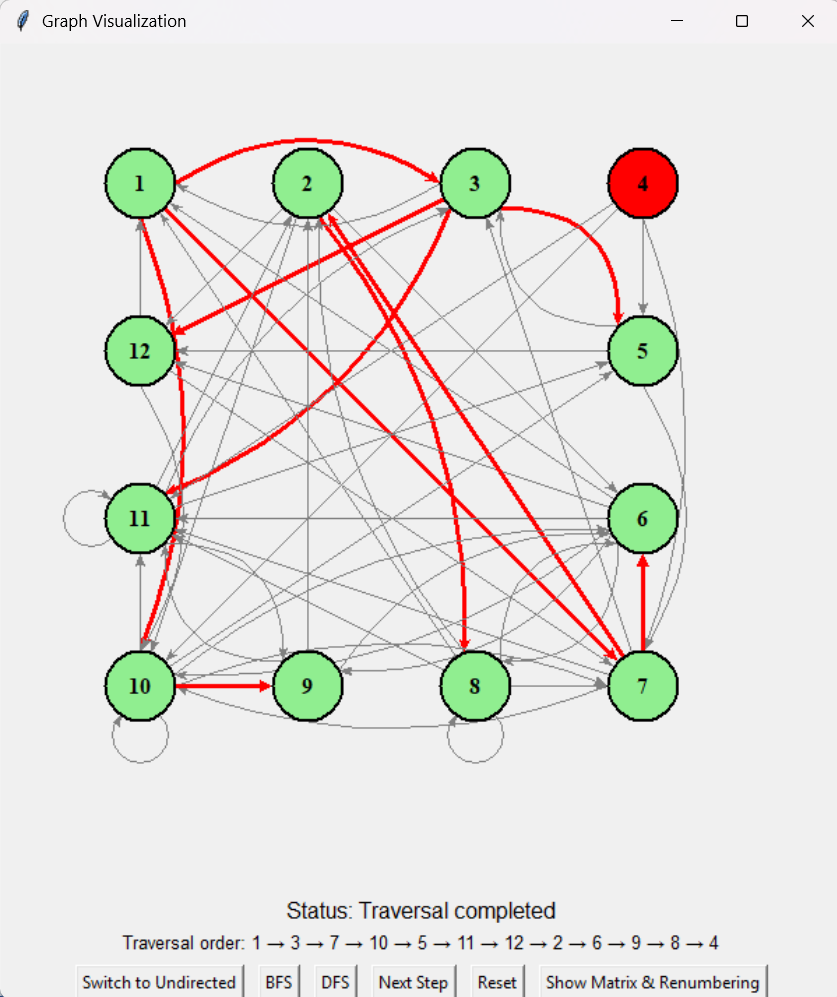 Graph Visualization
1 2 3 4
12 5
11 6
10 9 8 7
Status: Traversal completed
Traversal order: 1 → 3 → 7 → 10 → 5 → 11 → 12 → 2 → 6 → 9 → 8 → 4
Switch to Undirected BFS DFS Next Step Reset Show Matrix & Renumbering